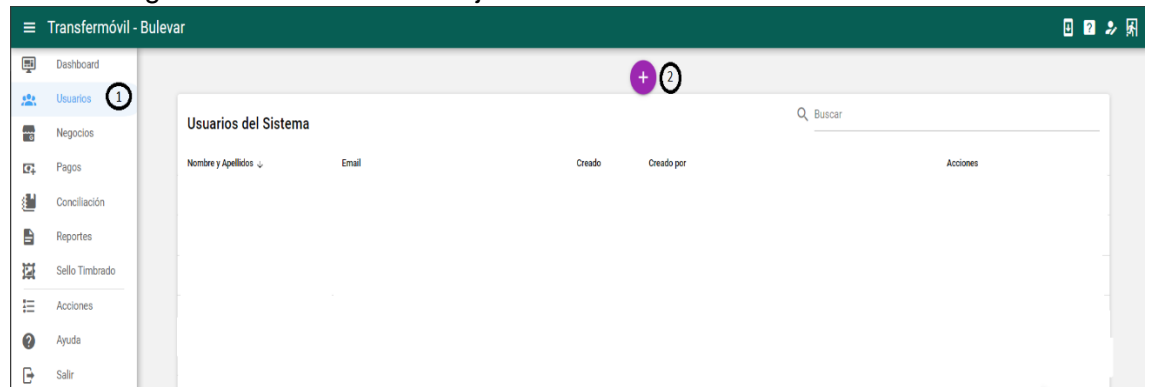 Transfermóvil - Bulevar
Dashboard
Usuarios 1
Negocios
Pagos
Conciliación
Reportes
Sello Timbrado
Acciones
Ayuda
Salir
+ 2
Usuarios del Sistema
Buscar
Nombre y Apellidos ↓ Email Creado Creado por Acciones